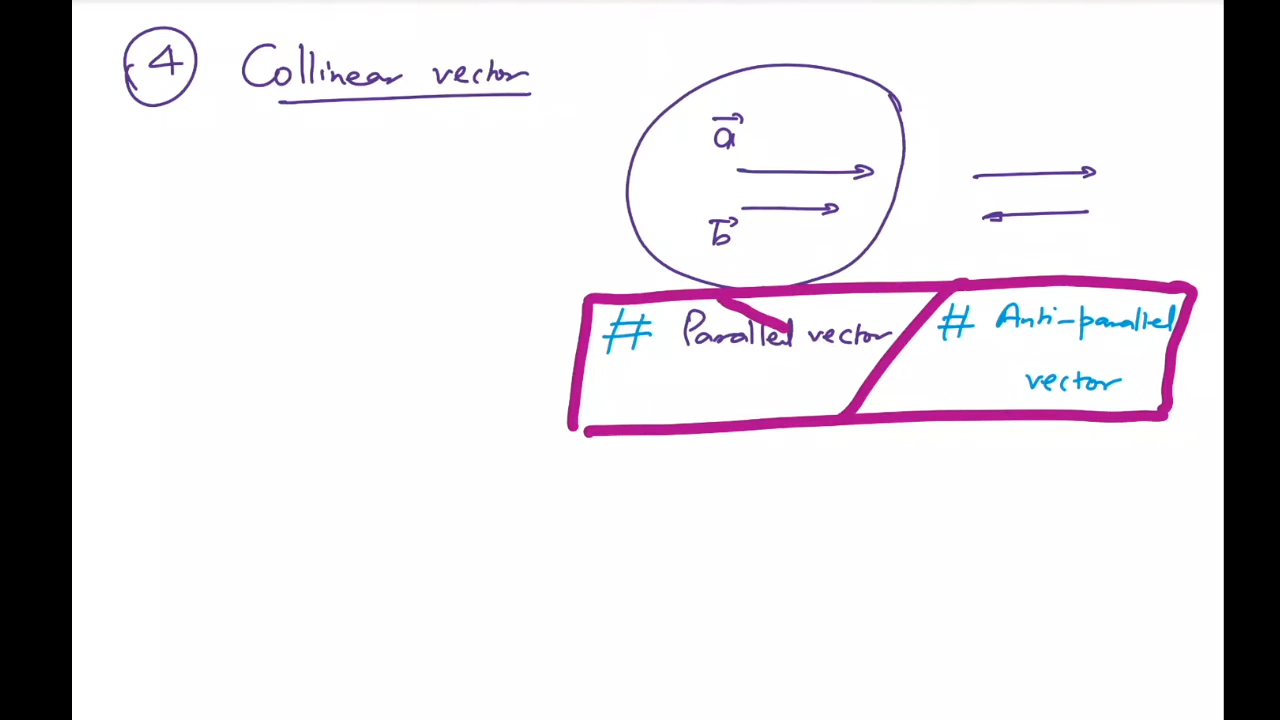 ④ Collinear vector
a⃗
b⃗
# Parallel vector
# Anti-parallel
vector